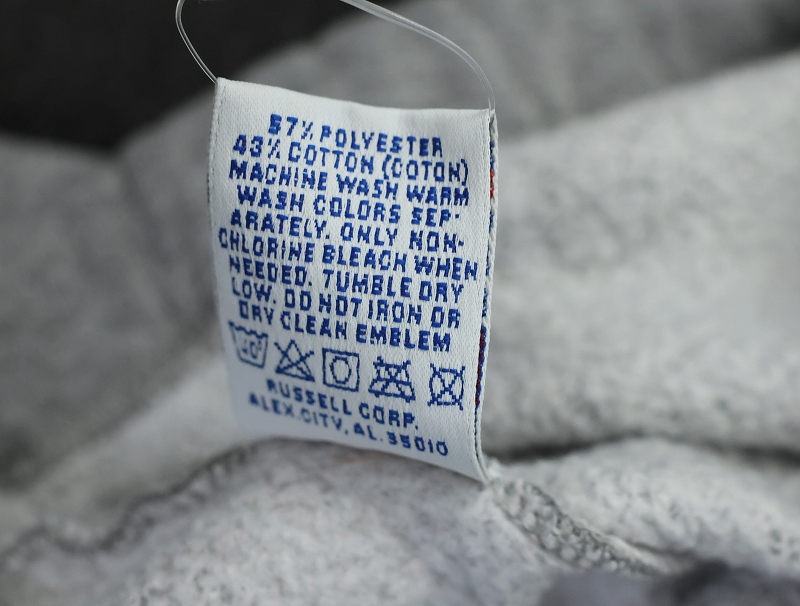 57% POLYESTER
43% COTTON (COTON)
MACHINE WASH WARM
WASH COLORS SEP-
ARATELY. ONLY NON-
CHLORINE BLEACH WHEN
NEEDED. TUMBLE DRY
LOW. DO NOT IRON OR
DRY CLEAN EMBLEM
40°
RUSSELL CORP.
ALEX.CITY, AL. 35010